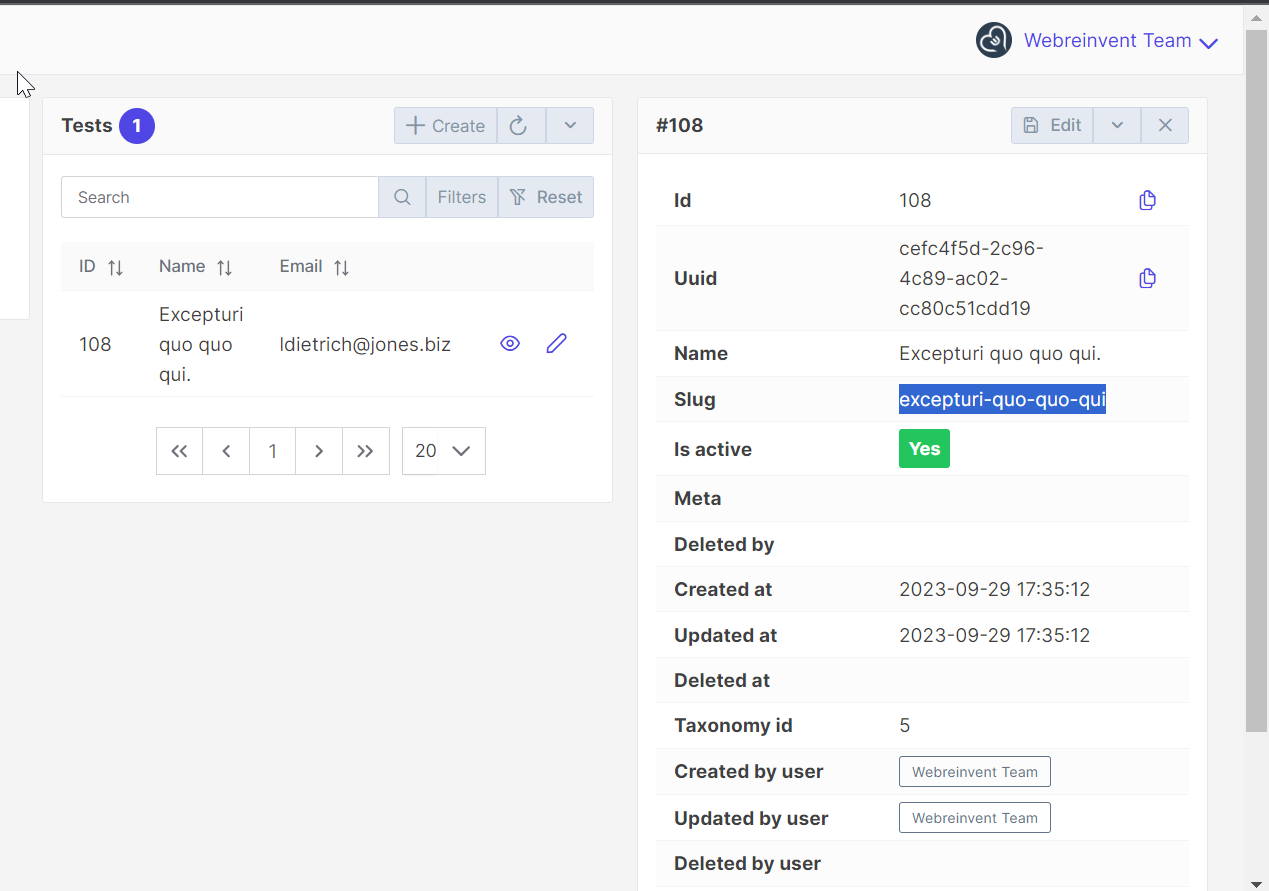 Webreinvent Team
Tests 1
Create
#108
Edit
Search
Filters
Reset
ID Name Email
108 Excepturi quo quo qui. ldietrich@jones.biz
1
20
Id 108
Uuid cefc4f5d-2c96-
4c89-ac02-
cc80c51cdd19
Name Excepturi quo quo qui.
Slug excepturi-quo-quo-qui
Is active Yes
Meta
Deleted by
Created at 2023-09-29 17:35:12
Updated at 2023-09-29 17:35:12
Deleted at
Taxonomy id 5
Created by user Webreinvent Team
Updated by user Webreinvent Team
Deleted by user